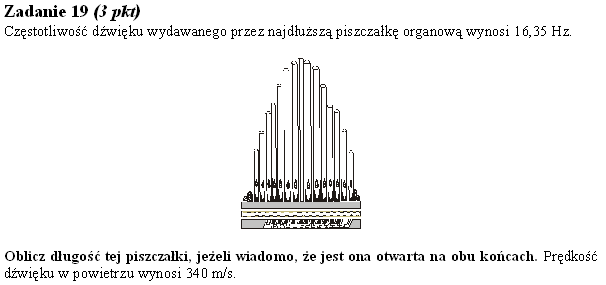 Zadanie 19 (3 pkt)
Częstotliwość dźwięku wydawanego przez najdłuższą piszczałkę organową wynosi 16,35 Hz.
Oblicz długość tej piszczałki, jeżeli wiadomo, że jest ona otwarta na obu końcach. Prędkość
dźwięku w powietrzu wynosi 340 m/s.